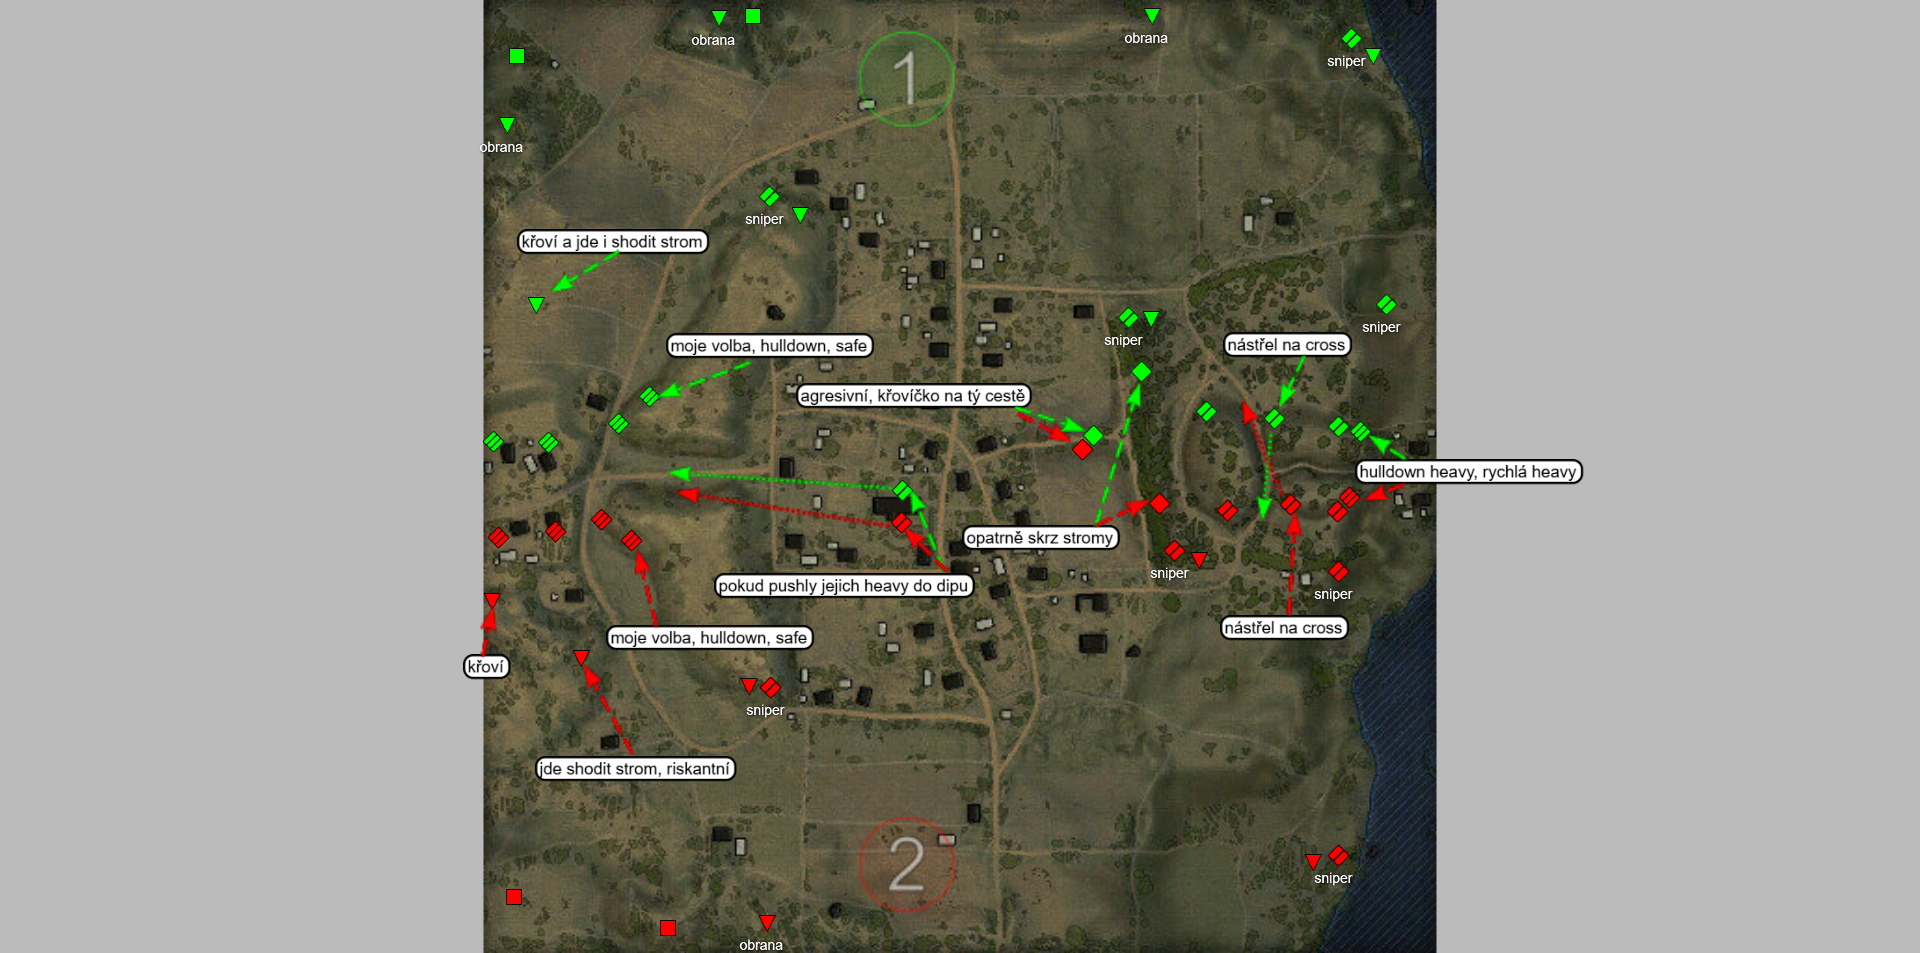 obrana
obrana
sniper
1
obrana
sniper
křoví a jde i shodit strom
sniper
moje volba, hulldown, safe
sniper
nástřel na cross
agresivní, křovíčko na tý cestě
hulldown heavy, rychlá heavy
opatrně skrz stromy
sniper
pokud pushly jejich heavy do dipu
sniper
nástřel na cross
moje volba, hulldown, safe
křoví
sniper
jde shodit strom, riskantní
2
sniper
obrana